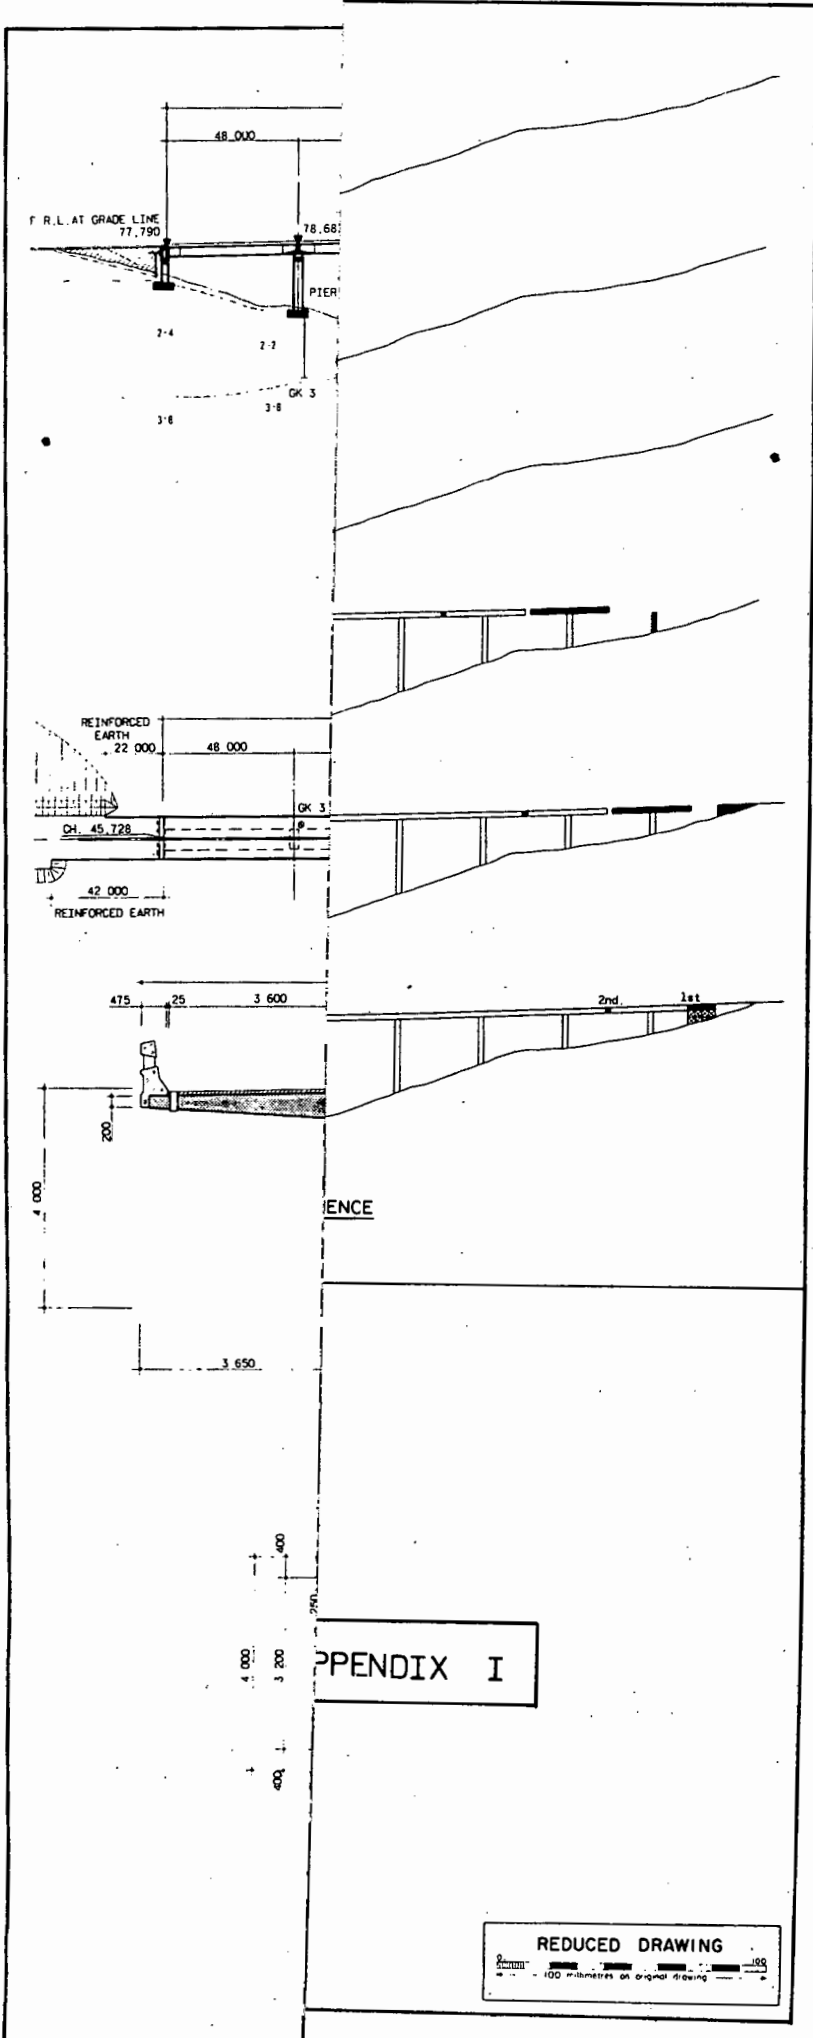 48 000
F R.L. AT GRADE LINE
77.790
78.68
PIER
2-4
2-2
GK 3
3-8
3-8
REINFORCED
EARTH
22 000
48 000
GK 3
CH. 45.728
42 000
REINFORCED EARTH
475
25
3 600
2nd.
1st
200
4 000
ENCE
3 650
400
250
4 000
3 200
PPENDIX I
400
REDUCED DRAWING
0
100
100 millimetres on original drawing